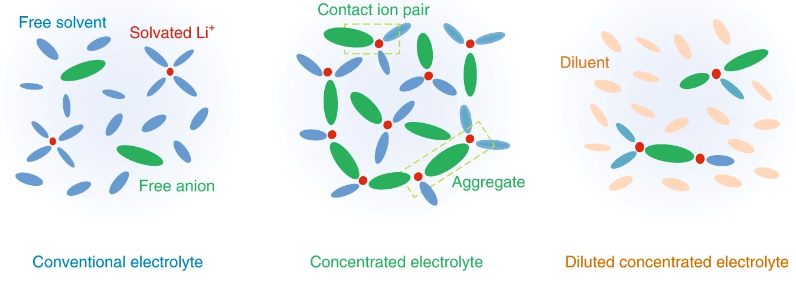 Free solvent
Solvated Li⁺
Free anion
Conventional electrolyte
Contact ion pair
Aggregate
Concentrated electrolyte
Diluent
Diluted concentrated electrolyte